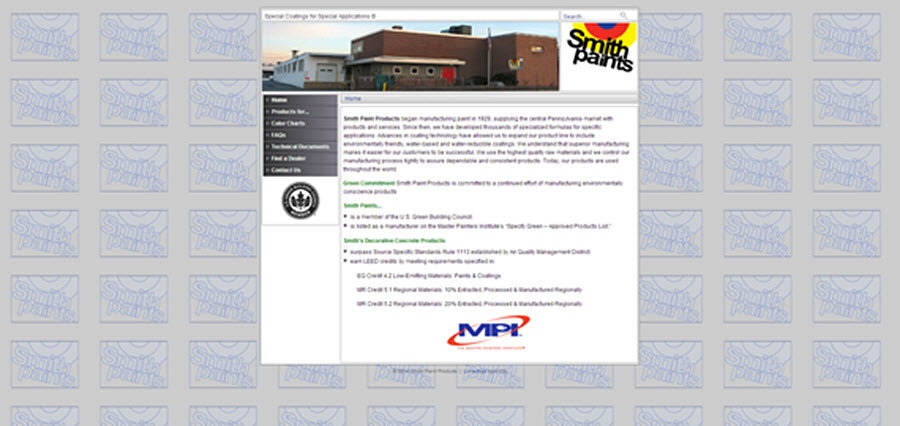 Special Coatings for Special Applications ®
Search...
Smith
paints
Home
Products for...
Color Charts
FAQs
Technical Documents
Find a Dealer
Contact Us
Home
Smith Paint Products began manufacturing paint in 1929, supplying the central Pennsylvania market with
products and services. Since then, we have developed thousands of specialized formulas for specific
applications. Advances in coating technology have allowed us to expand our product line to include
environmentally friendly, water-based and water-reducible coatings. We understand that superior manufacturing
makes it easier for our customers to be successful. We use the highest quality raw materials and we control our
manufacturing process tightly to assure dependable and consistent products. Today, our products are used
throughout the world.
Green Commitment Smith Paint Products is committed to a continued effort of manufacturing environmentally
conscience products
Smith Paints...
is a member of the U.S. Green Building Council.
is listed as a manufacturer on the Master Painters Institute's "Specify Green – Approved Products List."
Smith's Decorative Concrete Products
surpass Source Specific Standards Rule 1113 established by Air Quality Management District.
earn LEED credits by meeting requirements specified in:
EQ Credit 4.2 Low-Emitting Materials: Paints & Coatings
MR Credit 5.1 Regional Materials: 10% Extracted, Processed & Manufactured Regionally
MR Credit 5.2 Regional Materials: 20% Extracted, Processed & Manufactured Regionally
MPI
Smith Paint Products